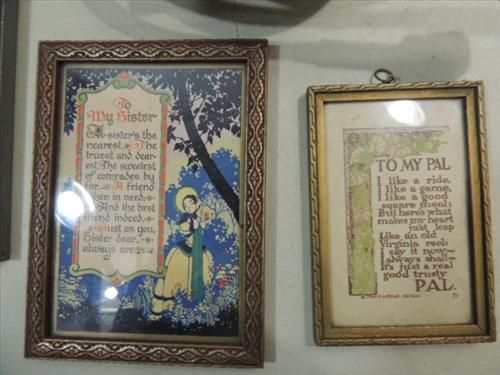 To
My Sister
A sister's the
nearest. The
truest and dear-
est. The sweetest
of comrades by
far. A friend
when in need,
And the best
friend indeed,
Just as you,
Sister dear,
always are.
TO MY PAL
I like a ride,
I like a game,
I like a good
square meal;
But here's what
makes my heart
just leap
Like an old
Virginia reel:
I say it now~
I always shall~
It's just a real
good trusty
PAL.